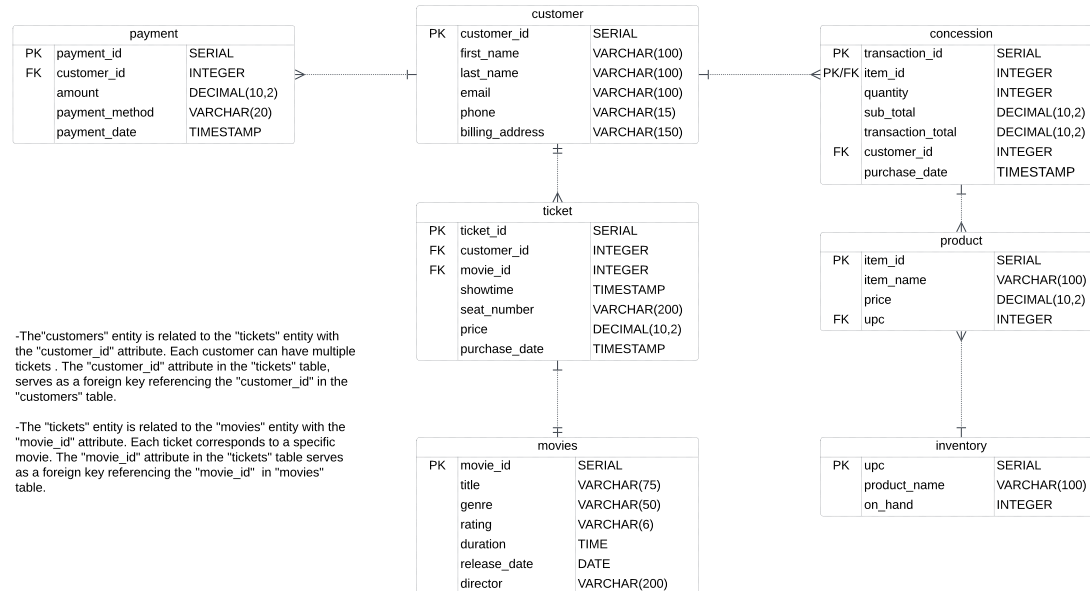 payment
PK payment_id SERIAL
FK customer_id INTEGER
amount DECIMAL(10,2)
payment_method VARCHAR(20)
payment_date TIMESTAMP
customer
PK customer_id SERIAL
first_name VARCHAR(100)
last_name VARCHAR(100)
email VARCHAR(100)
phone VARCHAR(15)
billing_address VARCHAR(150)
concession
PK transaction_id SERIAL
PK/FK item_id INTEGER
quantity INTEGER
sub_total DECIMAL(10,2)
transaction_total DECIMAL(10,2)
FK customer_id INTEGER
purchase_date TIMESTAMP
ticket
PK ticket_id SERIAL
FK customer_id INTEGER
FK movie_id INTEGER
showtime TIMESTAMP
seat_number VARCHAR(200)
price DECIMAL(10,2)
purchase_date TIMESTAMP
product
PK item_id SERIAL
item_name VARCHAR(100)
price DECIMAL(10,2)
FK upc INTEGER
-The"customers" entity is related to the "tickets" entity with
the "customer_id" attribute. Each customer can have multiple
tickets . The "customer_id" attribute in the "tickets" table,
serves as a foreign key referencing the "customer_id" in the
"customers" table.
-The "tickets" entity is related to the "movies" entity with the
"movie_id" attribute. Each ticket corresponds to a specific
movie. The "movie_id" attribute in the "tickets" table serves
as a foreign key referencing the "movie_id" in "movies"
table.
movies
PK movie_id SERIAL
title VARCHAR(75)
genre VARCHAR(50)
rating VARCHAR(6)
duration TIME
release_date DATE
director VARCHAR(200)
inventory
PK upc SERIAL
product_name VARCHAR(100)
on_hand INTEGER